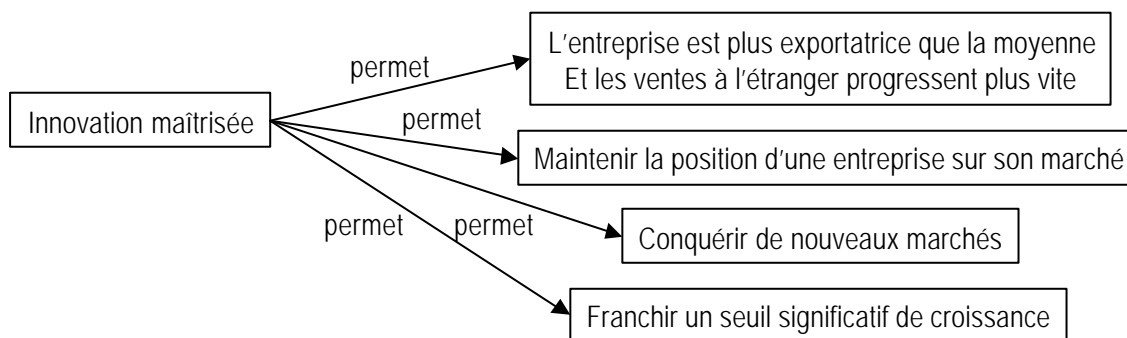 L'entreprise est plus exportatrice que la moyenne
Et les ventes à l'étranger progressent plus vite
permet
Innovation maîtrisée
permet
Maintenir la position d'une entreprise sur son marché
permet
permet
Conquérir de nouveaux marchés
Franchir un seuil significatif de croissance